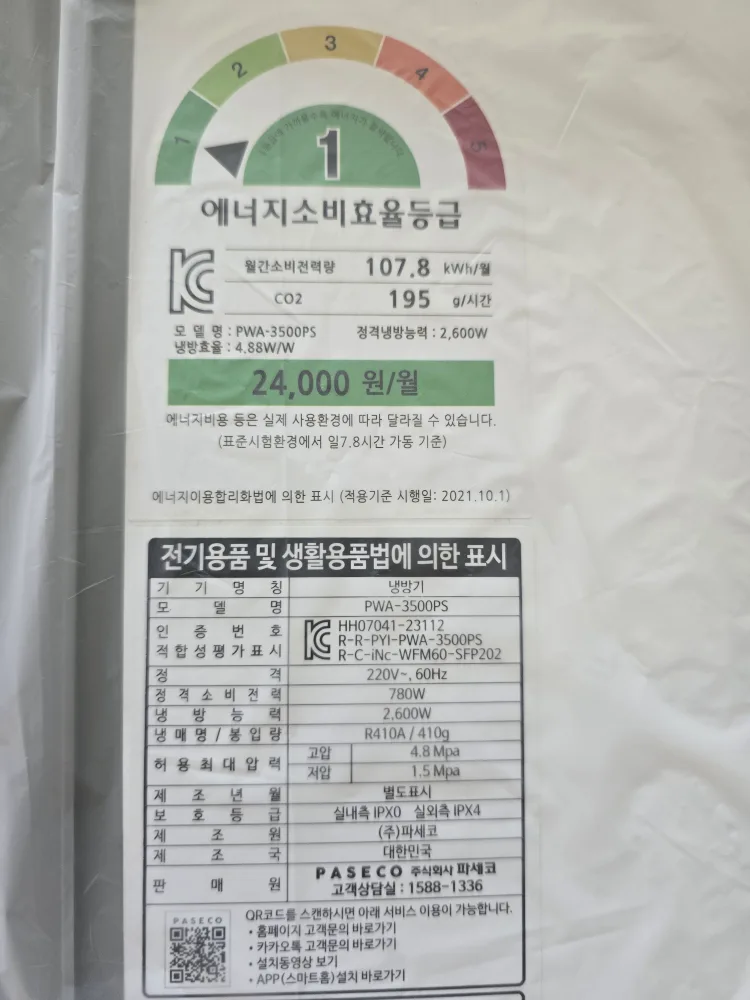 1
2
3
4
5
1
에너지소비효율등급
월간소비전력량 107.8 kWh/월
CO2 195 g/시간
모 델 명 : PWA-3500PS 정격냉방능력 : 2,600W
냉방효율 : 4.88W/W
24,000 원/월
에너지비용 등은 실제 사용환경에 따라 달라질 수 있습니다.
(표준시험환경에서 일7.8시간 가동 기준)
에너지이용합리화법에 의한 표시 (적용기준 시행일: 2021.10.1)
전기용품 및 생활용품법에 의한 표시
기 기 명 칭 냉방기
모 델 명 PWA-3500PS
인 증 번 호 HH07041-23112
적합성평가표시 R-R-PYI-PWA-3500PS
R-C-iNc-WFM60-SFP202
정 격 220V~, 60Hz
정 격 소 비 전 력 780W
냉 방 능 력 2,600W
냉 매 명 / 봉 입 량 R410A / 410g
허 용 최 대 압 력 고압 4.8 Mpa
저압 1.5 Mpa
제 조 년 월 별도표시
보 호 등 급 실내측 IPX0 실외측 IPX4
제 조 원 (주)파세코
제 조 국 대한민국
판 매 원 PASECO 주식회사 파세코
고객상담실 : 1588-1336
PASECO
QR코드를 스캔하시면 아래 서비스 이용이 가능합니다.
• 홈페이지 고객문의 바로가기
• 카카오톡 고객문의 바로가기
• 설치동영상 보기
• APP(스마트홈)설치 바로가기